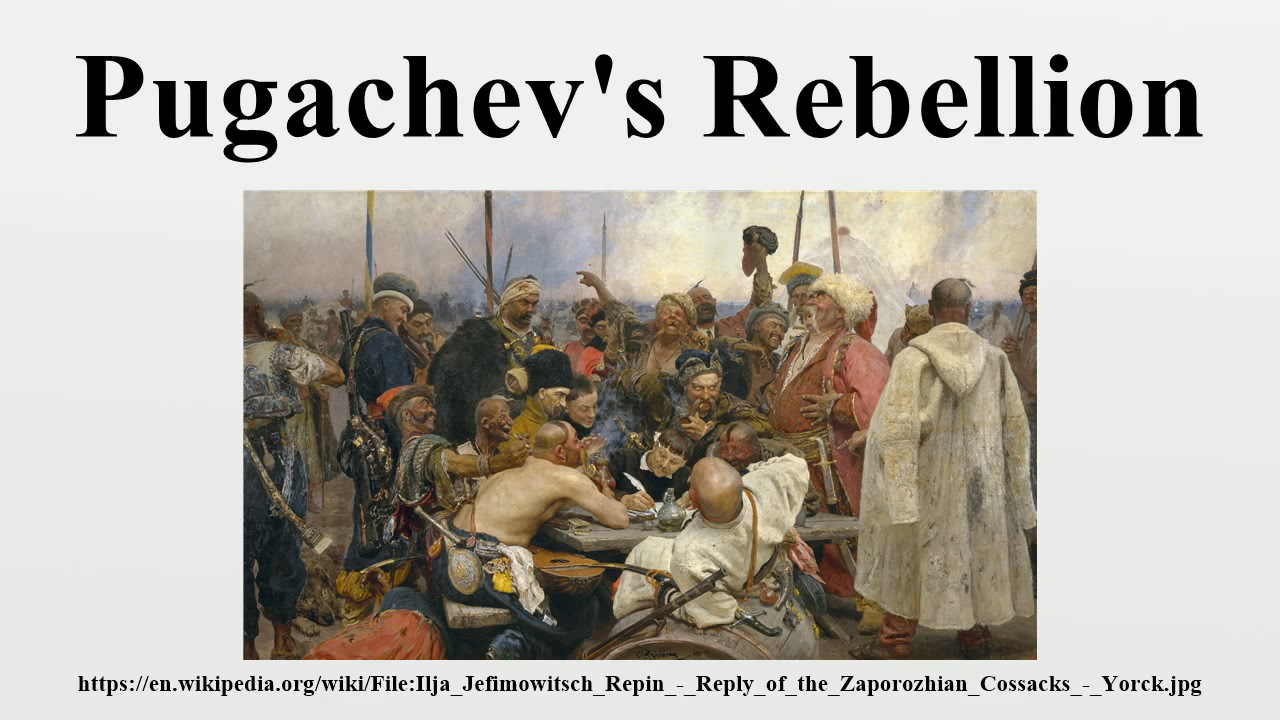 Pugachev's Rebellion
https://en.wikipedia.org/wiki/File:Ilja_Jefimowitsch_Repin_-_Reply_of_the_Zaporozhian_Cossacks_-_Yorck.jpg